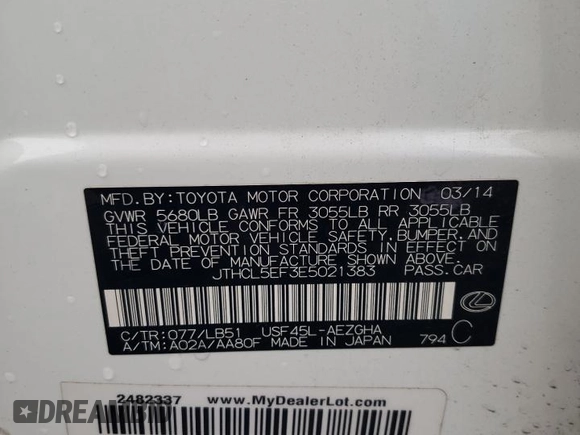 MFD. BY: TOYOTA MOTOR CORPORATION 03/14
GVWR 5680LB GAWR FR 3055LB RR 3055LB
THIS VEHICLE CONFORMS TO ALL APPLICABLE
FEDERAL MOTOR VEHICLE SAFETY, BUMPER, AND
THEFT PREVENTION STANDARDS IN EFFECT ON
THE DATE OF MANUFACTURE SHOWN ABOVE.
JTHCL5EF3E5021383 PASS. CAR
C/TR: 077/LB51 USF45L-AEZGHA
A/TM: A02A/AA80F MADE IN JAPAN 794 C
2482337 www.MyDealerLot.com
DREAMBID